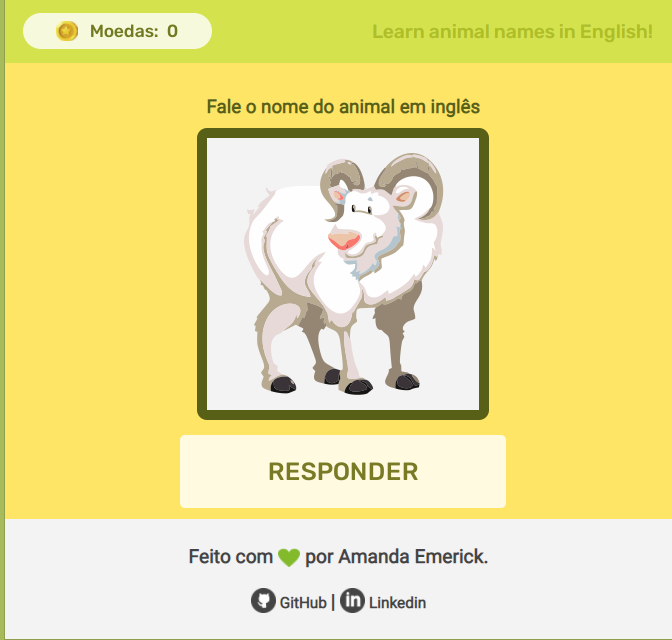 Moedas: 0
Learn animal names in English!
Fale o nome do animal em inglês
RESPONDER
Feito com 💚 por Amanda Emerick.
GitHub | Linkedin